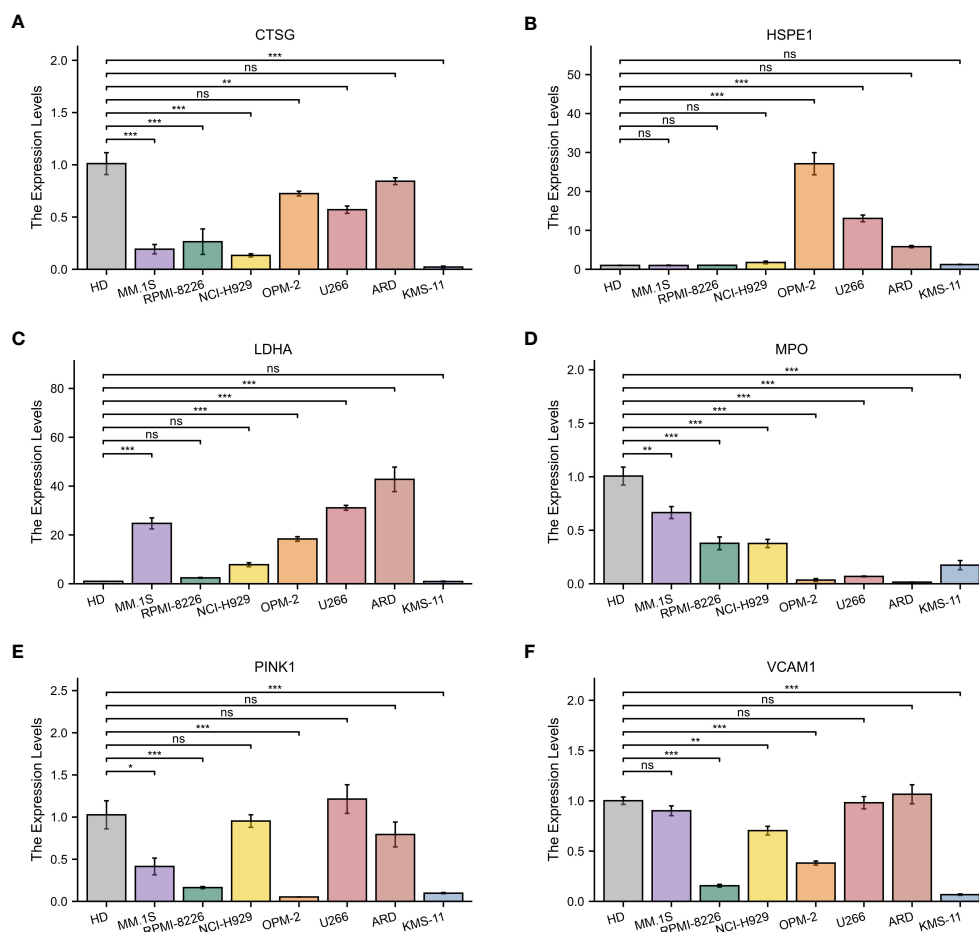 A
CTSG
The Expression Levels
2.0
1.5
1.0
0.5
0.0
***
ns
**
ns
***
***
***
HD
MM.1S
RPMI-8226
NCI-H929
OPM-2
U266
ARD
KMS-11
B
HSPE1
The Expression Levels
50
40
30
20
10
0
ns
ns
***
***
ns
ns
ns
HD
MM.1S
RPMI-8226
NCI-H929
OPM-2
U266
ARD
KMS-11
C
LDHA
The Expression Levels
80
60
40
20
0
ns
***
***
***
ns
ns
***
HD
MM.1S
RPMI-8226
NCI-H929
OPM-2
U266
ARD
KMS-11
D
MPO
The Expression Levels
2.0
1.5
1.0
0.5
0.0
***
***
***
***
***
***
**
HD
MM.1S
RPMI-8226
NCI-H929
OPM-2
U266
ARD
KMS-11
E
PINK1
The Expression Levels
2.5
2.0
1.5
1.0
0.5
0.0
***
ns
ns
***
ns
***
*
HD
MM.1S
RPMI-8226
NCI-H929
OPM-2
U266
ARD
KMS-11
F
VCAM1
The Expression Levels
2.0
1.5
1.0
0.5
0.0
***
ns
ns
***
**
***
ns
HD
MM.1S
RPMI-8226
NCI-H929
OPM-2
U266
ARD
KMS-11